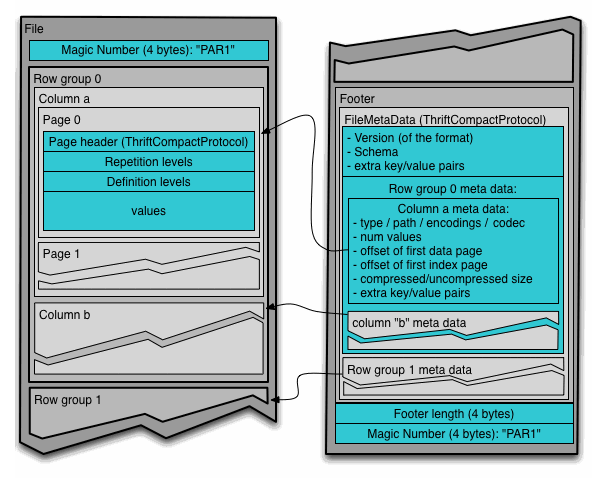 File
Magic Number (4 bytes): "PAR1"
Row group 0
Column a
Page 0
Page header (ThriftCompactProtocol)
Repetition levels
Definition levels
values
Page 1
Column b
Row group 1
Footer
FileMetaData (ThriftCompactProtocol)
- Version (of the format)
- Schema
- extra key/value pairs
Row group 0 meta data:
Column a meta data:
- type / path / encodings / codec
- num values
- offset of first data page
- offset of first index page
- compressed/uncompressed size
- extra key/value pairs
column "b" meta data
Row group 1 meta data
Footer length (4 bytes)
Magic Number (4 bytes): "PAR1"